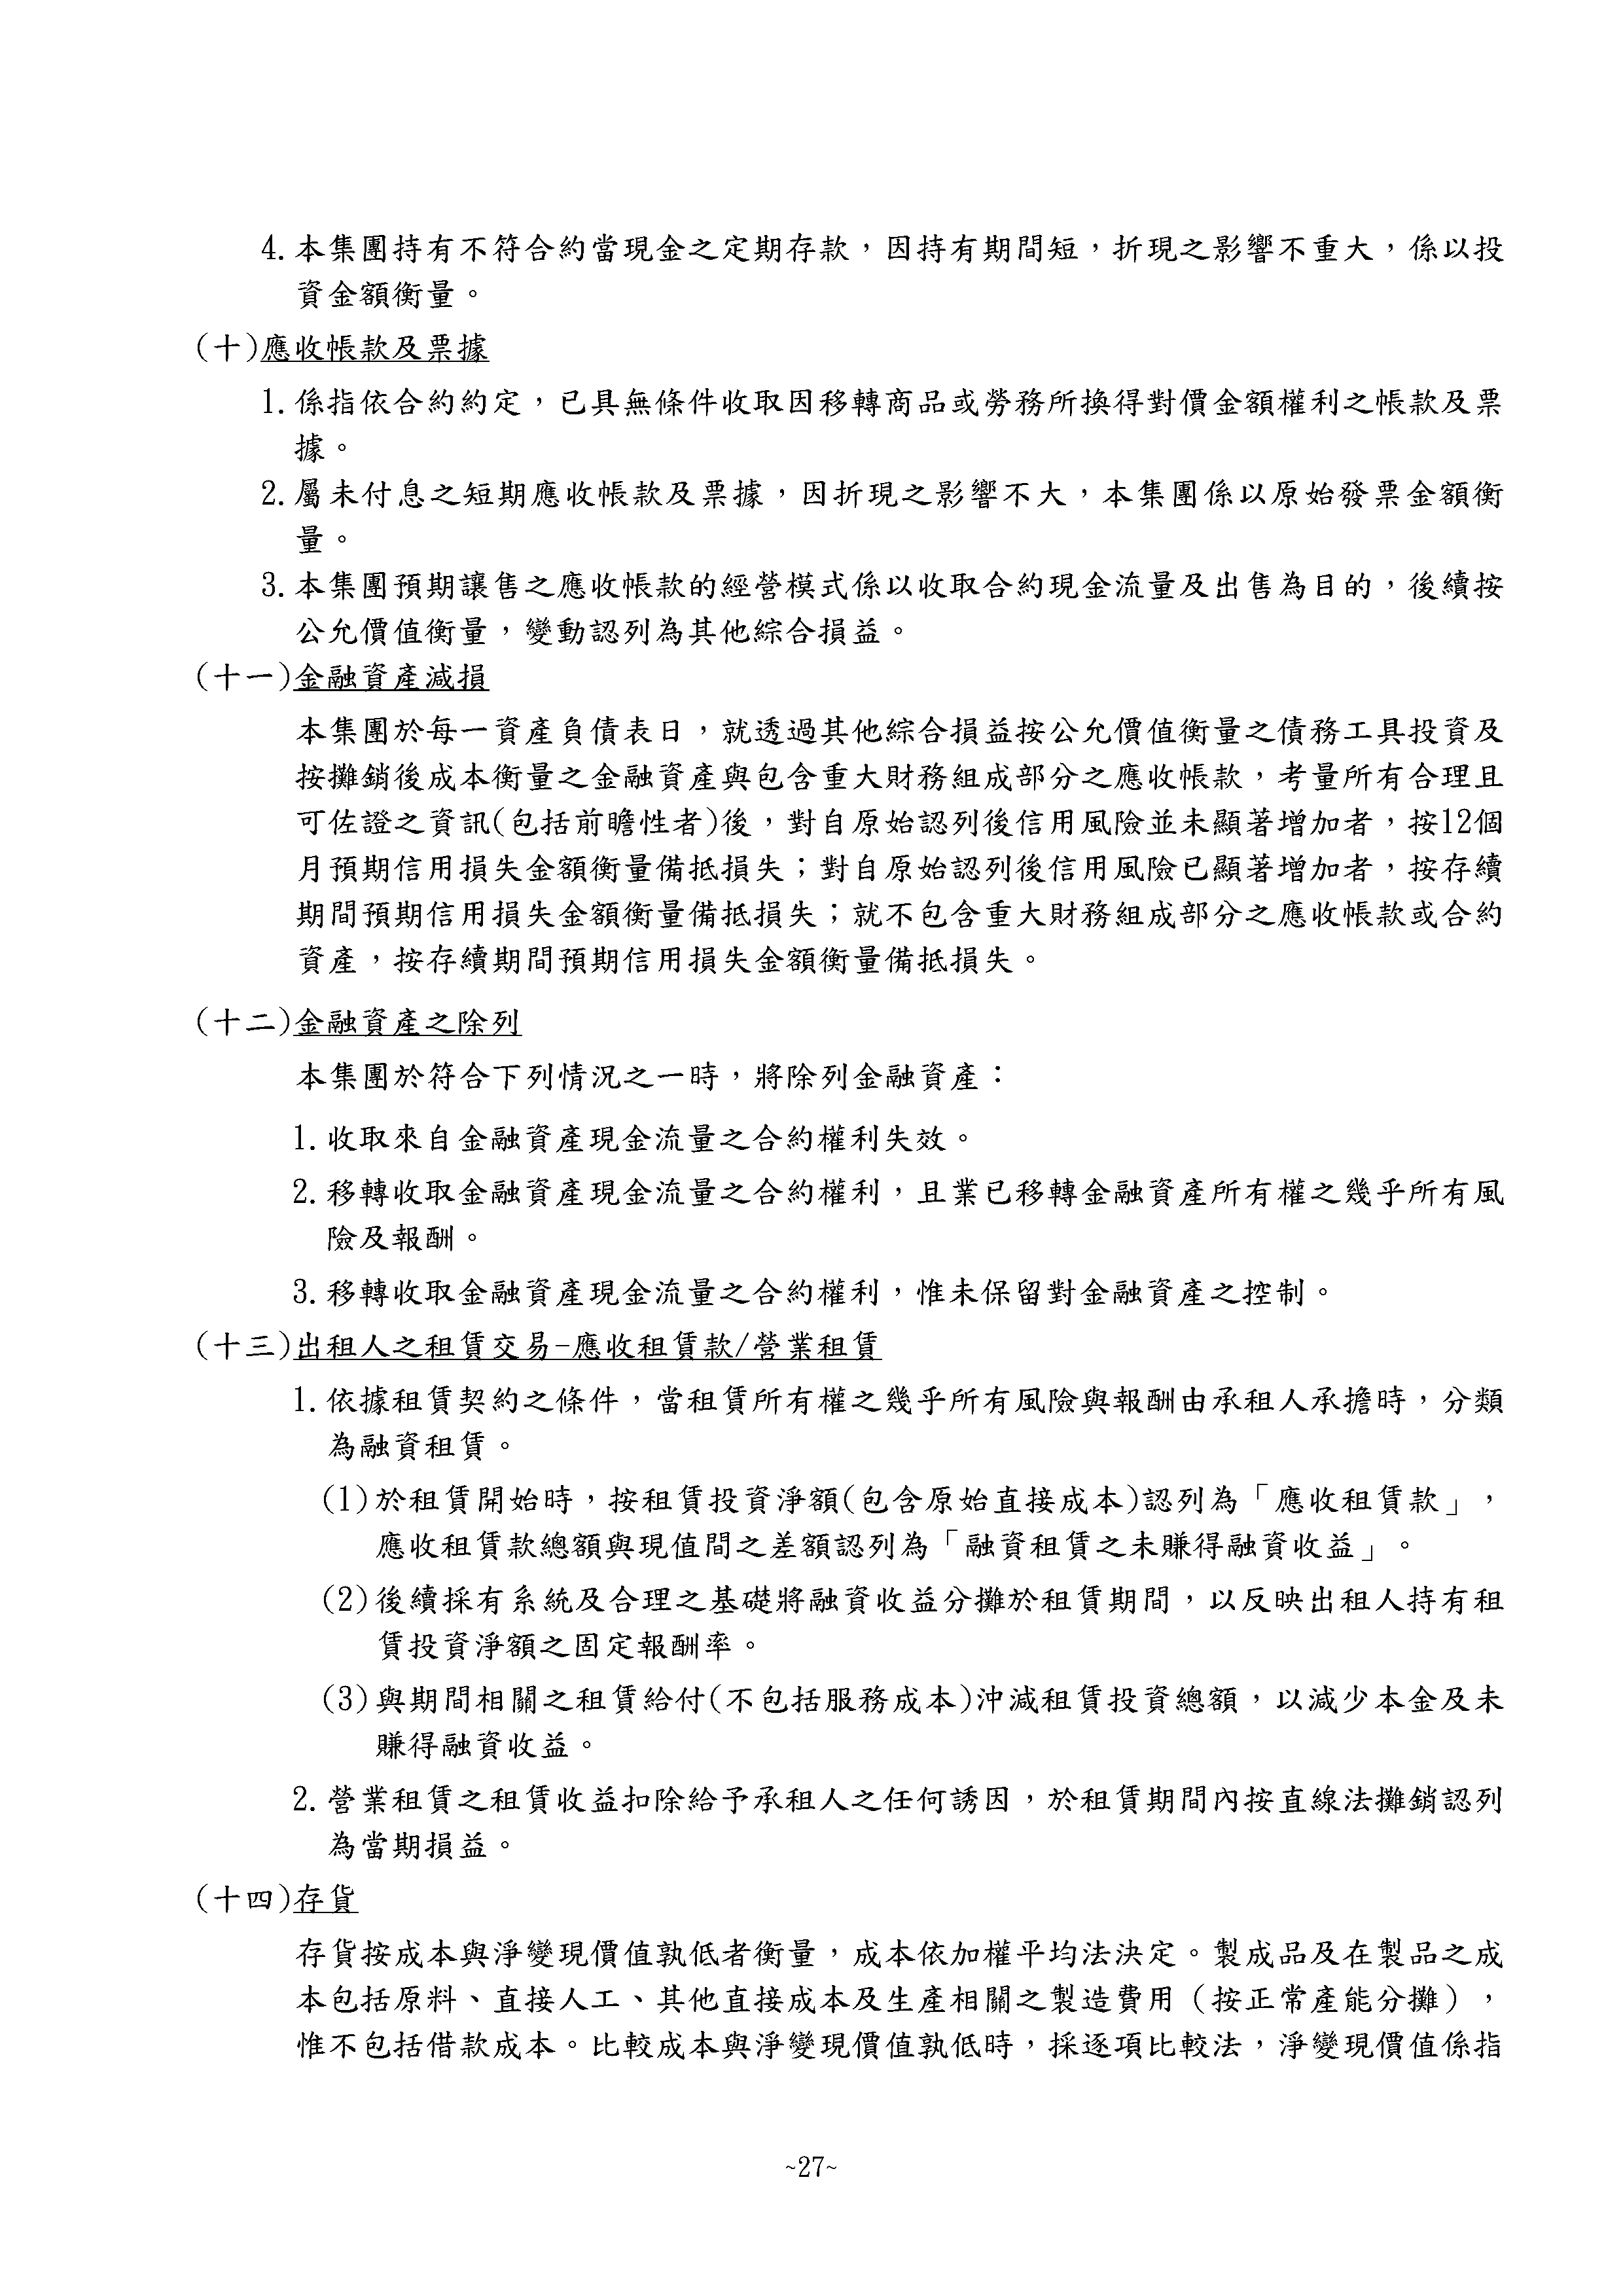 4.本集團持有不符合約當現金之定期存款，因持有期間短，折現之影響不重大，係以投
資金額衡量。
(十)應收帳款及票據
1.係指依合約約定，已具無條件收取因移轉商品或勞務所換得對價金額權利之帳款及票
據。
2.屬未付息之短期應收帳款及票據，因折現之影響不大，本集團係以原始發票金額衡
量。
3.本集團預期讓售之應收帳款的經營模式係以收取合約現金流量及出售為目的，後續按
公允價值衡量，變動認列為其他綜合損益。
(十一)金融資產減損
本集團於每一資產負債表日，就透過其他綜合損益按公允價值衡量之債務工具投資及
按攤銷後成本衡量之金融資產與包含重大財務組成部分之應收帳款，考量所有合理且
可佐證之資訊(包括前瞻性者)後，對自原始認列後信用風險並未顯著增加者，按12個
月預期信用損失金額衡量備抵損失；對自原始認列後信用風險已顯著增加者，按存續
期間預期信用損失金額衡量備抵損失；就不包含重大財務組成部分之應收帳款或合約
資產，按存續期間預期信用損失金額衡量備抵損失。
(十二)金融資產之除列
本集團於符合下列情況之一時，將除列金融資產：
1.收取來自金融資產現金流量之合約權利失效。
2.移轉收取金融資產現金流量之合約權利，且業已移轉金融資產所有權之幾乎所有風
險及報酬。
3.移轉收取金融資產現金流量之合約權利，惟未保留對金融資產之控制。
(十三)出租人之租賃交易-應收租賃款/營業租賃
1.依據租賃契約之條件，當租賃所有權之幾乎所有風險與報酬由承租人承擔時，分類
為融資租賃。
(1)於租賃開始時，按租賃投資淨額(包含原始直接成本)認列為「應收租賃款」，
應收租賃款總額與現值間之差額認列為「融資租賃之未賺得融資收益」。
(2)後續採有系統及合理之基礎將融資收益分攤於租賃期間，以反映出租人持有租
賃投資淨額之固定報酬率。
(3)與期間相關之租賃給付(不包括服務成本)沖減租賃投資總額，以減少本金及未
賺得融資收益。
2.營業租賃之租賃收益扣除給予承租人之任何誘因，於租賃期間內按直線法攤銷認列
為當期損益。
(十四)存貨
存貨按成本與淨變現價值孰低者衡量，成本依加權平均法決定。製成品及在製品之成
本包括原料、直接人工、其他直接成本及生產相關之製造費用（按正常產能分攤），
惟不包括借款成本。比較成本與淨變現價值孰低時，採逐項比較法，淨變現價值係指
~27~